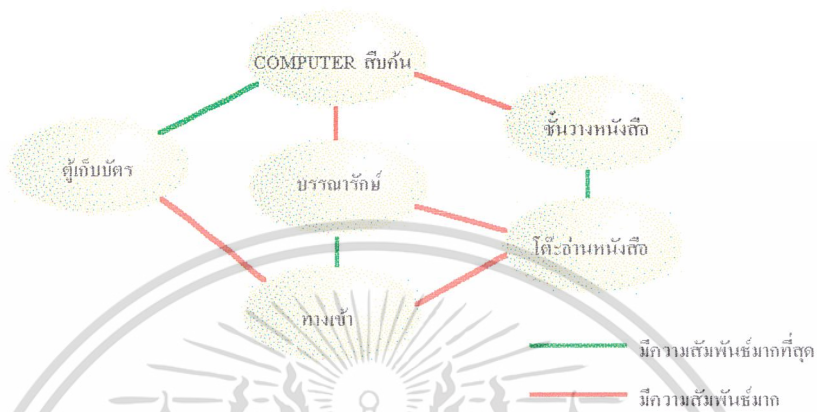 COMPUTER สืบค้น
ชั้นวางหนังสือ
ตู้เก็บบัตร
บรรณารักษ์
โต๊ะอ่านหนังสือ
ทางเข้า
มีความสัมพันธ์มากที่สุด
มีความสัมพันธ์มาก